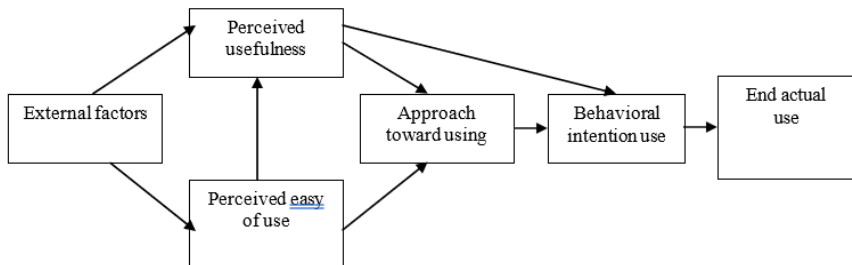 Perceived
usefulness
External factors
Approach
toward using
Behavioral
intention use
End actual
use
Perceived easy
of use